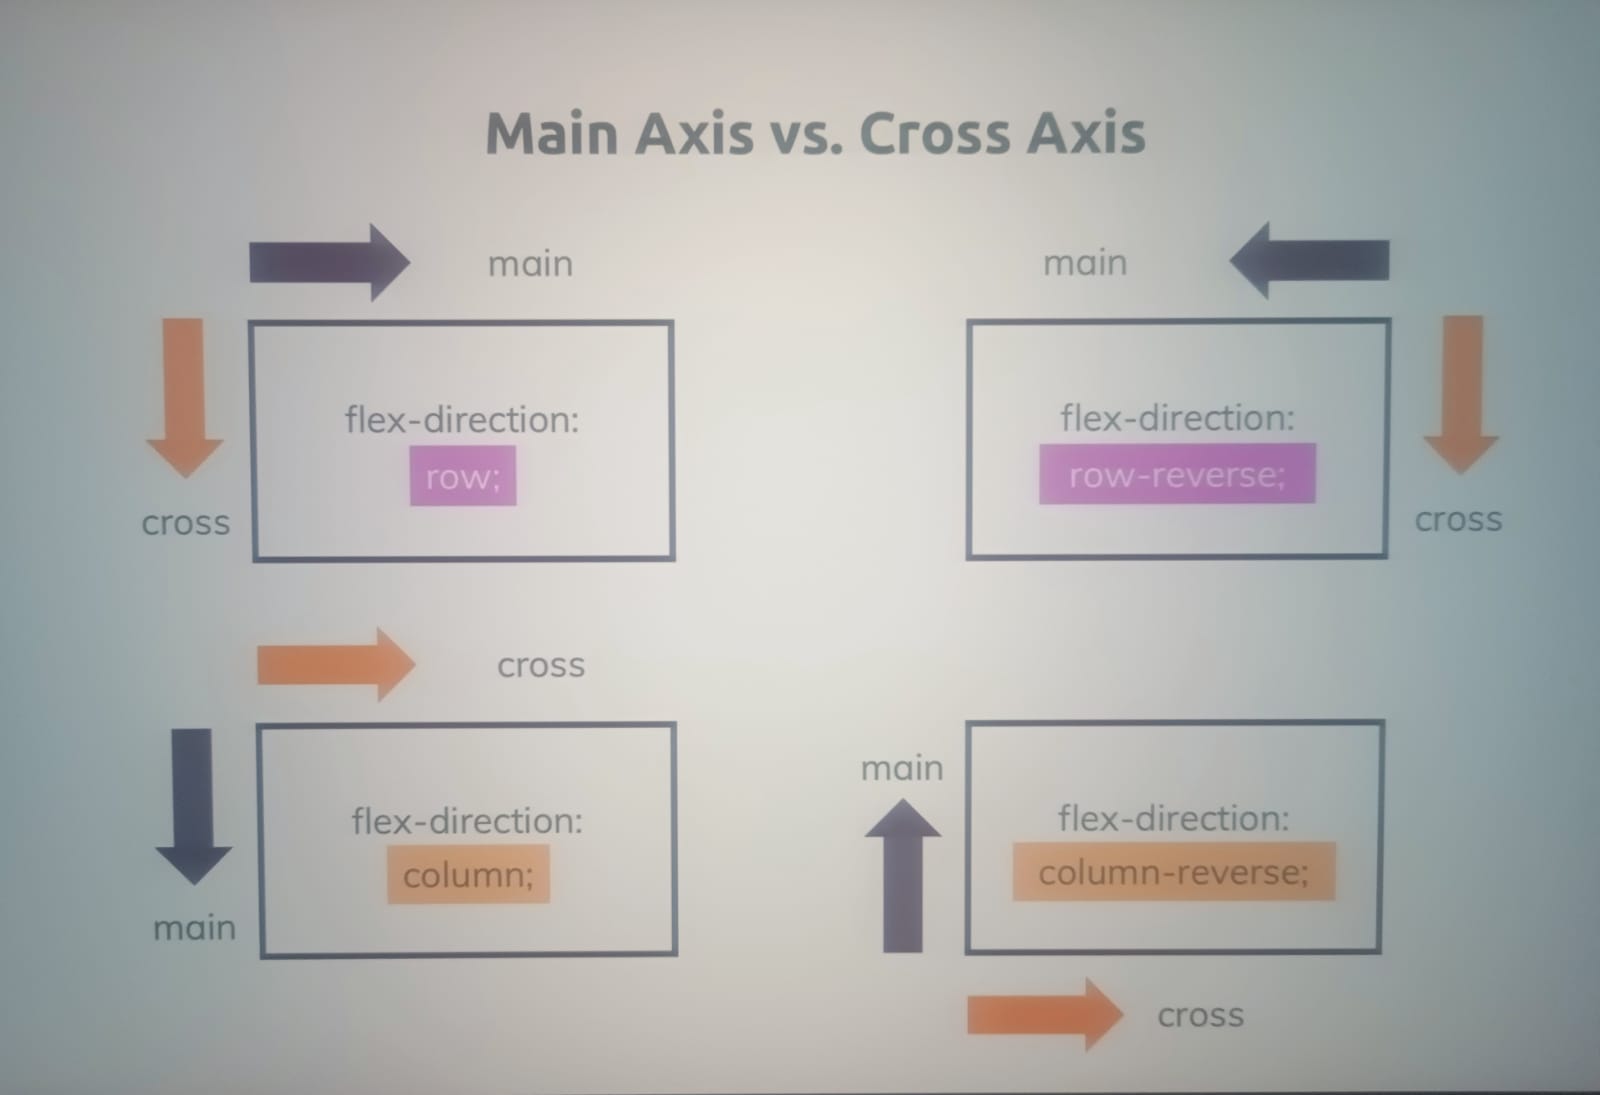 Main Axis vs. Cross Axis
main
main
flex-direction:
row;
cross
flex-direction:
row-reverse;
cross
cross
flex-direction:
column;
main
main
flex-direction:
column-reverse;
cross